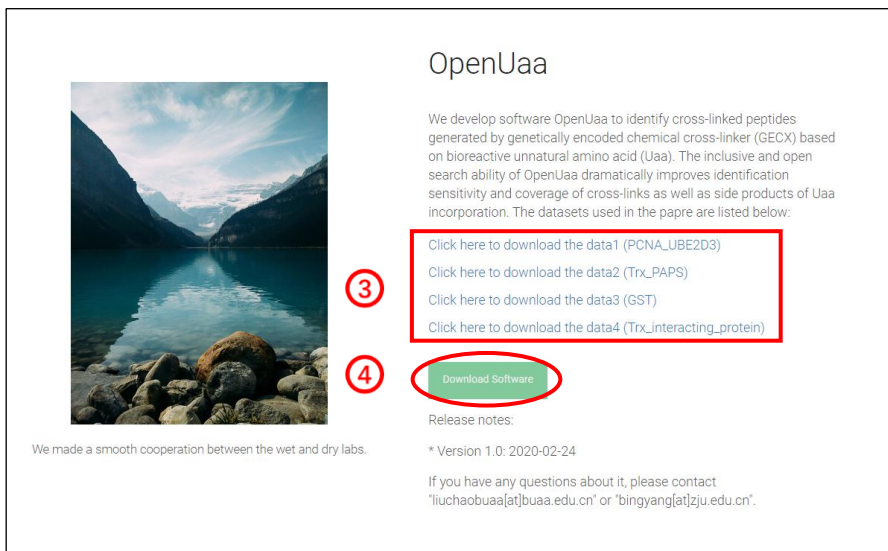 OpenUaa
We develop software OpenUaa to identify cross-linked peptides
generated by genetically encoded chemical cross-linker (GECX) based
on bioreactive unnatural amino acid (Uaa). The inclusive and open
search ability of OpenUaa dramatically improves identification
sensitivity and coverage of cross-links as well as side products of Uaa
incorporation. The datasets used in the papre are listed below:
Click here to download the data1 (PCNA_UBE2D3)
Click here to download the data2 (Trx_PAPS)
③
Click here to download the data3 (GST)
Click here to download the data4 (Trx_interacting_protein)
④
Download Software
Release notes:
We made a smooth cooperation between the wet and dry labs.
* Version 1.0: 2020-02-24
If you have any questions about it, please contact
"liuchaobuaa[at]buaa.edu.cn" or "bingyang[at]zju.edu.cn".